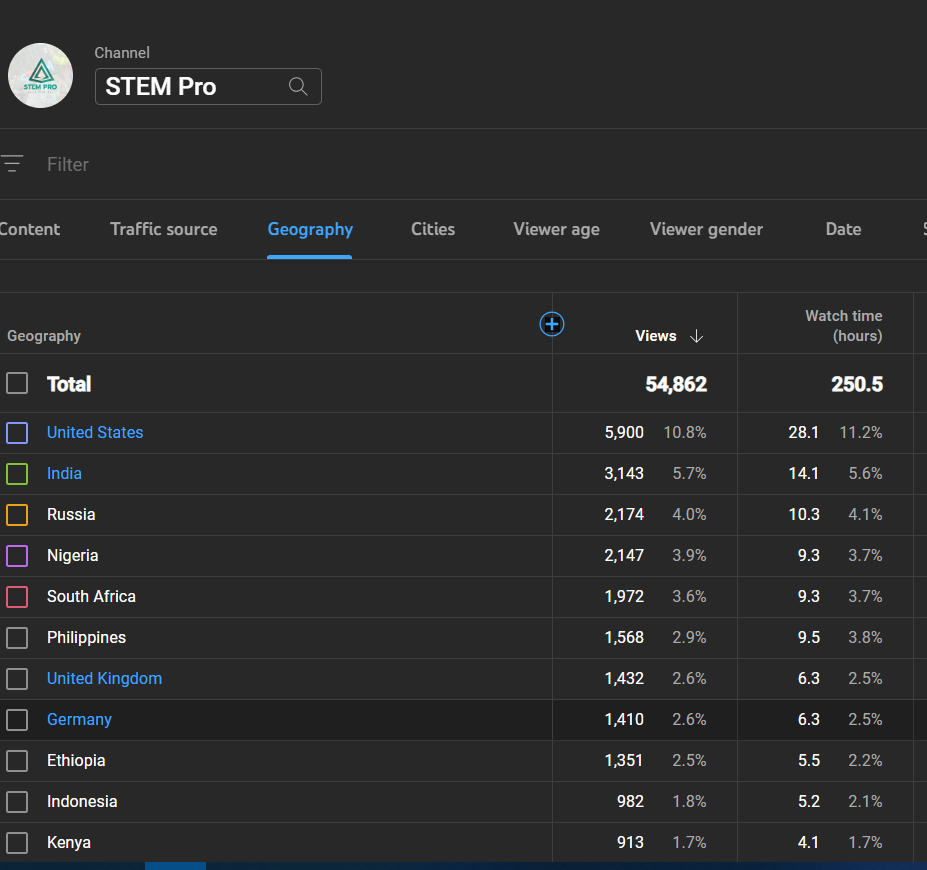 Channel
STEM PRO
STEM Pro
Filter
Content Traffic source Geography Cities Viewer age Viewer gender Date
Geography Views Watch time
(hours)
Total 54,862 250.5
United States 5,900 10.8% 28.1 11.2%
India 3,143 5.7% 14.1 5.6%
Russia 2,174 4.0% 10.3 4.1%
Nigeria 2,147 3.9% 9.3 3.7%
South Africa 1,972 3.6% 9.3 3.7%
Philippines 1,568 2.9% 9.5 3.8%
United Kingdom 1,432 2.6% 6.3 2.5%
Germany 1,410 2.6% 6.3 2.5%
Ethiopia 1,351 2.5% 5.5 2.2%
Indonesia 982 1.8% 5.2 2.1%
Kenya 913 1.7% 4.1 1.7%